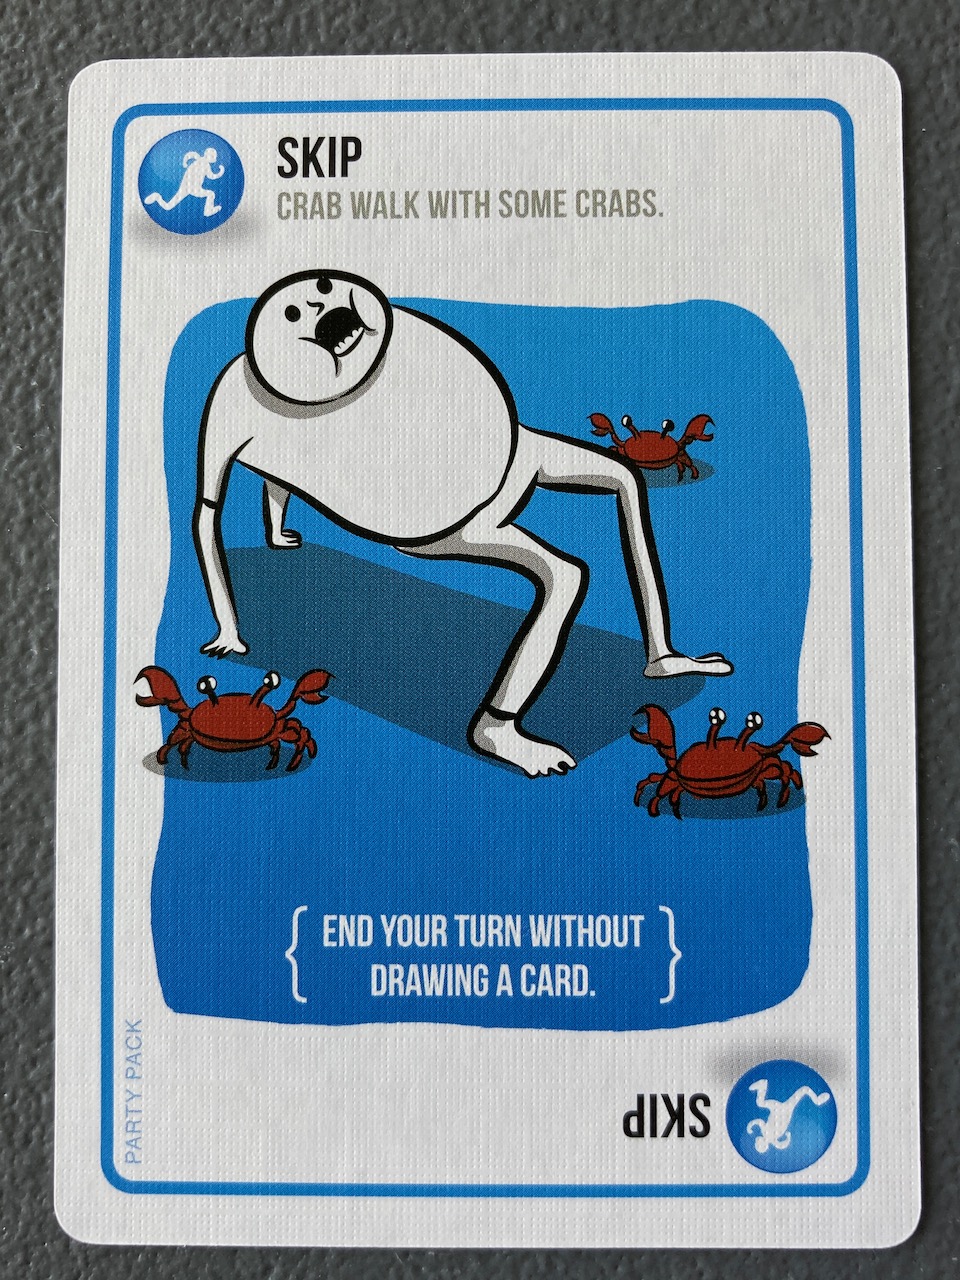 SKIP
CRAB WALK WITH SOME CRABS.
END YOUR TURN WITHOUT
DRAWING A CARD.
PARTY PACK
SKIP